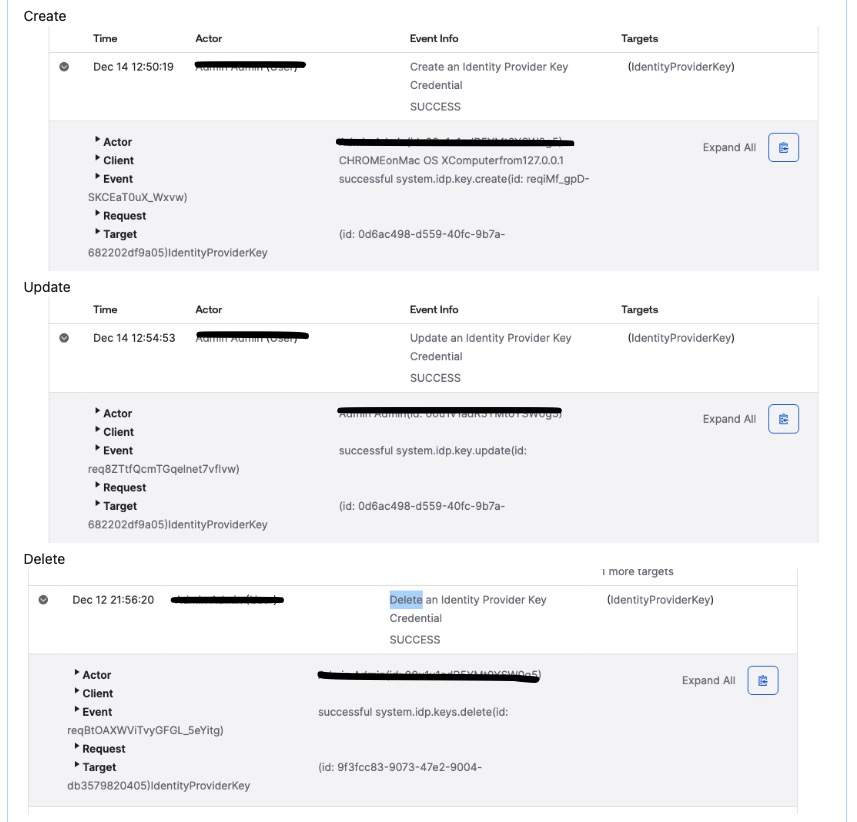 Create
Time Actor Event Info Targets
Dec 14 12:50:19 Create an Identity Provider Key (IdentityProviderKey)
Credential
SUCCESS
Actor Expand All
Client CHROMEonMac OS XComputerfrom127.0.0.1
Event successful system.idp.key.create(id: reqiMf_gpD-
SKCEaT0uX_Wxvw)
Request
Target (id: 0d6ac498-d559-40fc-9b7a-
682202df9a05)IdentityProviderKey
Update
Time Actor Event Info Targets
Dec 14 12:54:53 Update an Identity Provider Key (IdentityProviderKey)
Credential
SUCCESS
Actor Expand All
Client
Event successful system.idp.key.update(id:
req8ZTtfQcmTGqelnet7vflvw)
Request
Target (id: 0d6ac498-d559-40fc-9b7a-
682202df9a05)IdentityProviderKey
Delete
1 more targets
Dec 12 21:56:20 Delete an Identity Provider Key (IdentityProviderKey)
Credential
SUCCESS
Actor Expand All
Client
Event successful system.idp.keys.delete(id:
reqBtOAXWViTvyGFGL_5eYitg)
Request
Target (id: 9f3fcc83-9073-47e2-9004-
db3579820405)IdentityProviderKey